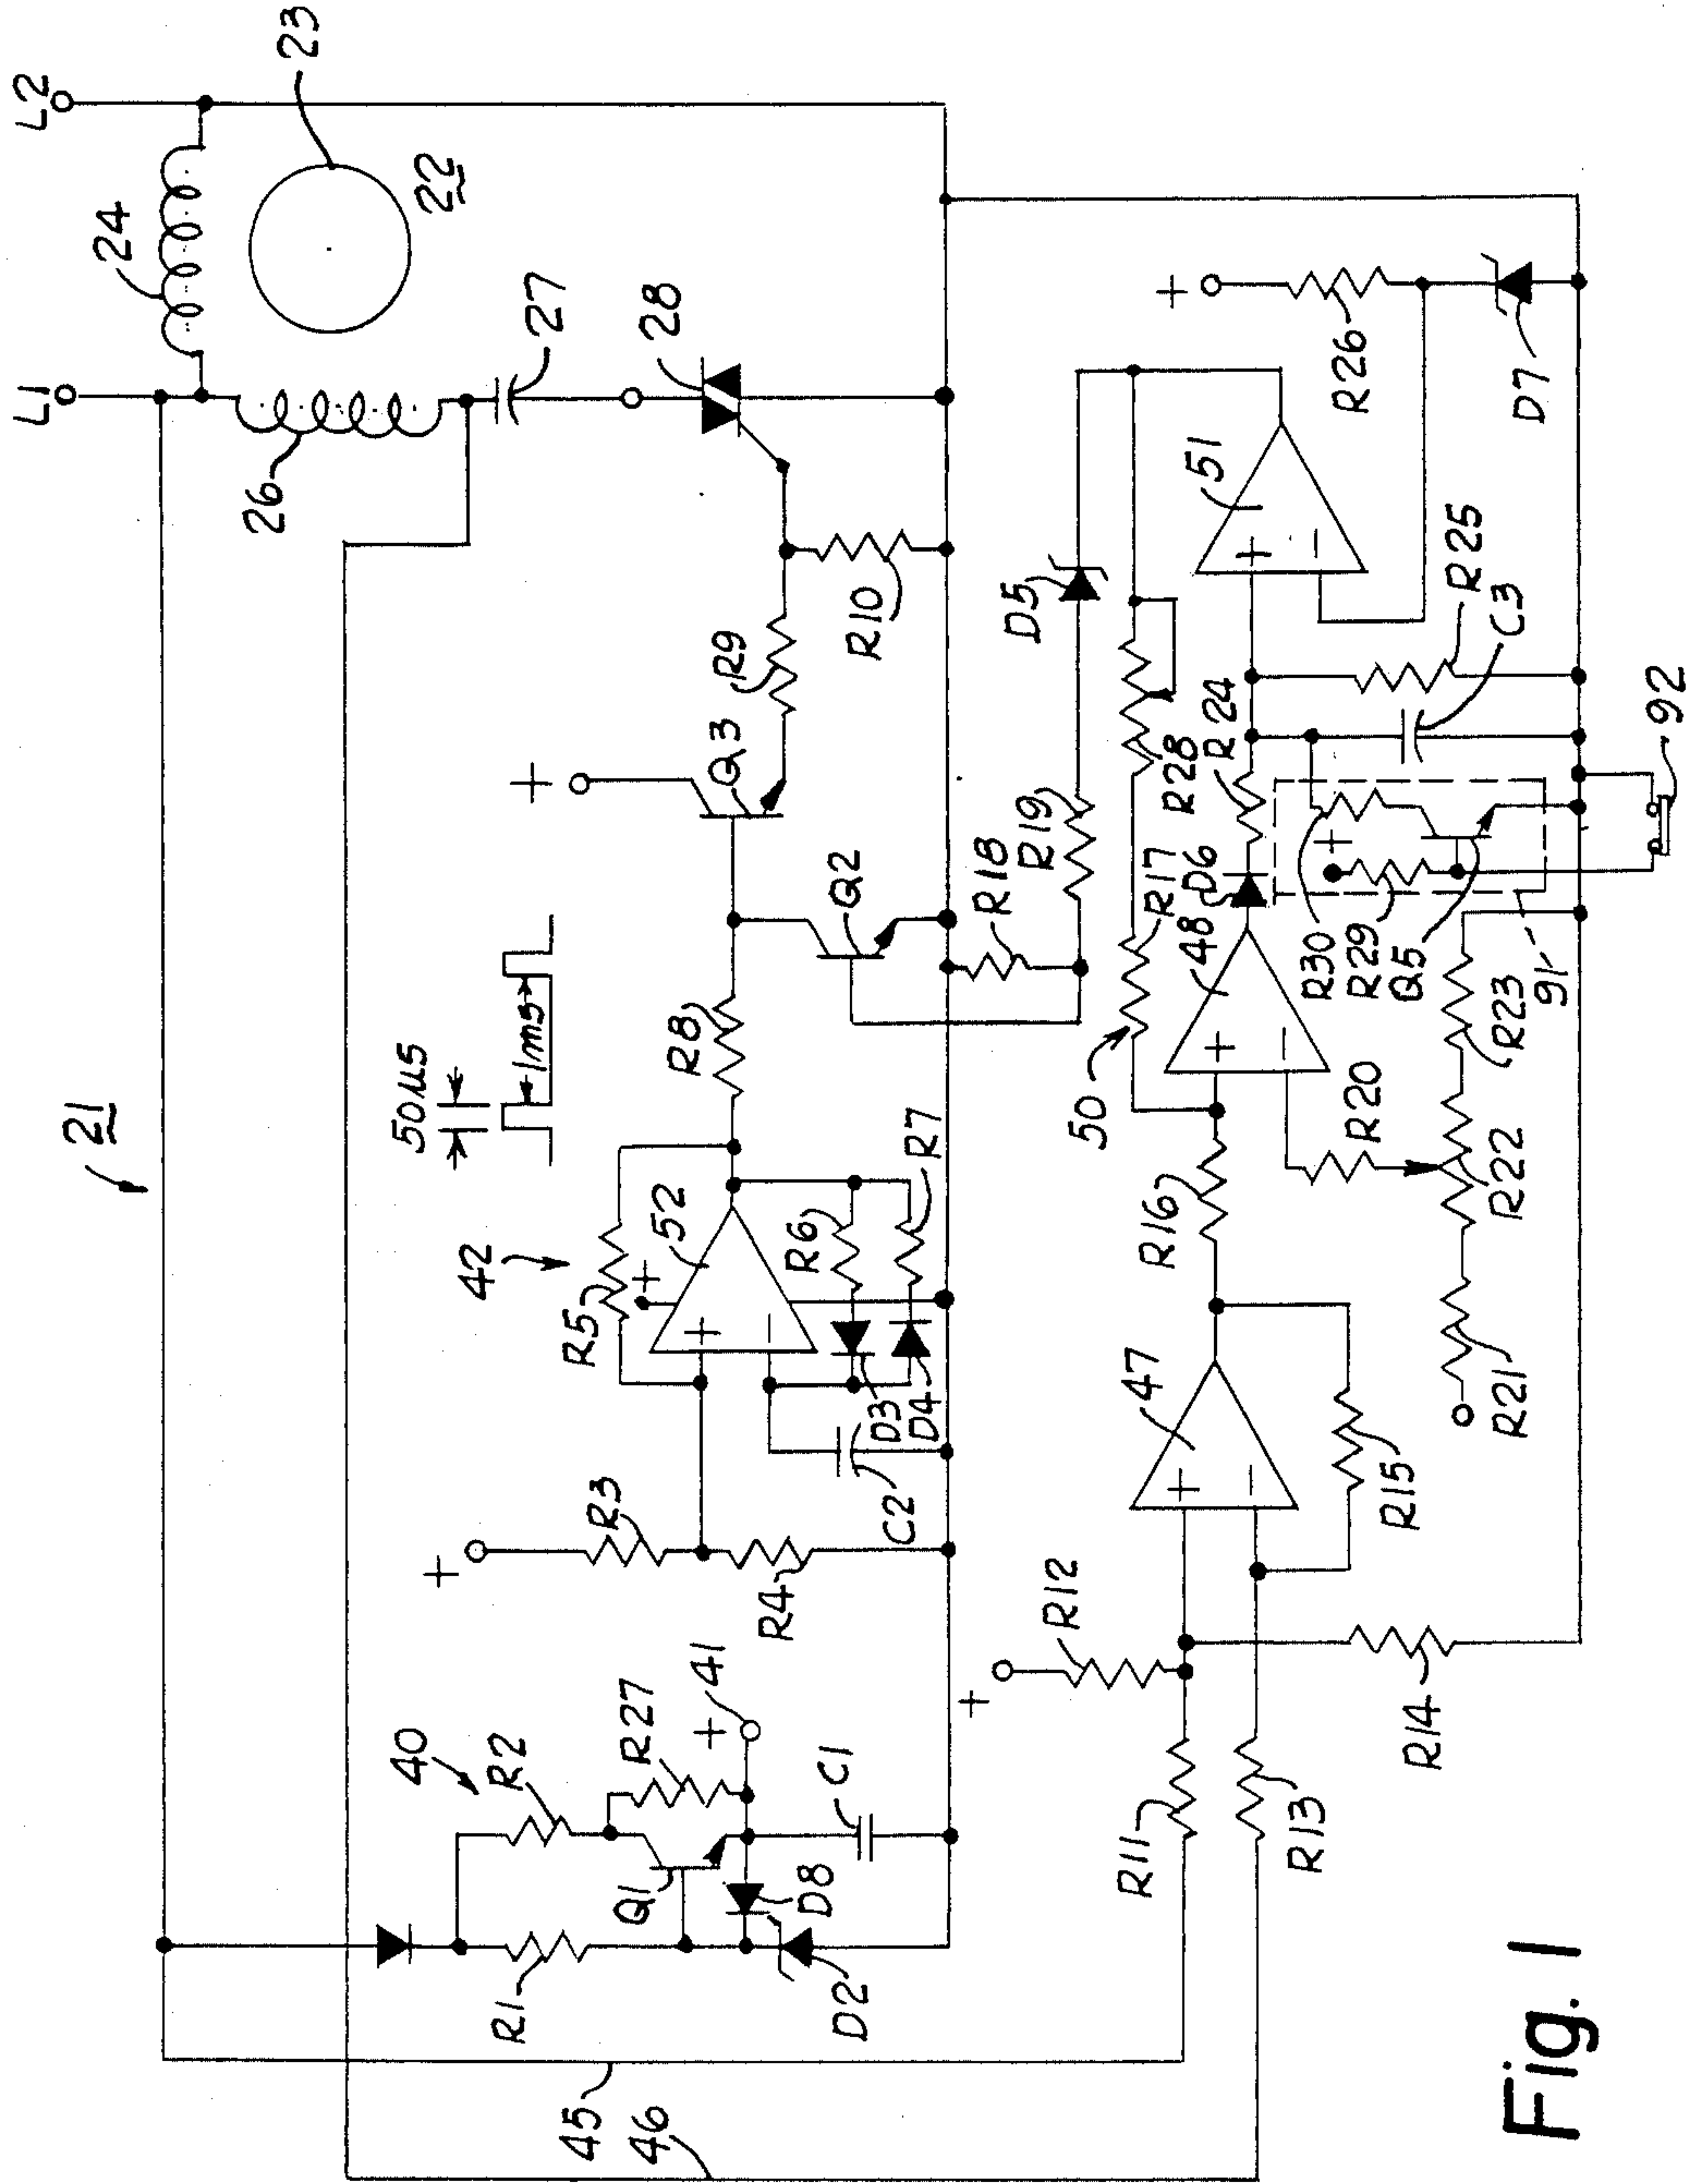 21
L1
L2
24
23
22
26
27
28
50µs
1ms
+
Q3
R9
R10
42
R5
+
52
+
−
R6
R7
R8
Q2
D3
D4
C2
+
R3
R4
40
R2
R27
+
41
Q1
C1
D8
R1
D2
45
46
R18
R19
D5
50
R17
R28
48
+
−
D6
R24
51
+
−
+
R26
D7
R25
C3
+
R30
R29
Q5
91
92
R20
R23
R22
R21
R16
47
+
−
R15
+
R12
R11
R13
R14
Fig. 1